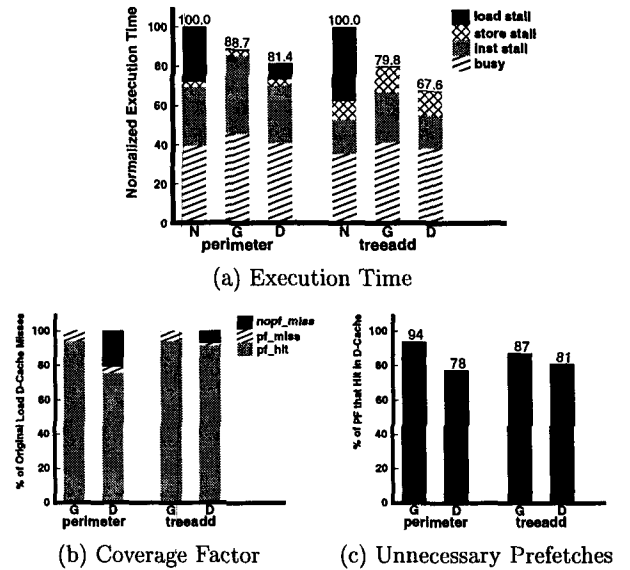 Normalized Execution Time
100
80
60
40
20
0
100.0
88.7
81.4
100.0
79.8
67.6
load stall
store stall
inst stall
busy
N G D N G D
perimeter treeadd
(a) Execution Time
% of Original Load D-Cache Misses
100
80
60
40
20
0
nopf_miss
pf_miss
pf_hit
G D G D
perimeter treeadd
(b) Coverage Factor
% of PF that Hit in D-Cache
100
80
60
40
20
0
94
78
87
81
G D G D
perimeter treeadd
(c) Unnecessary Prefetches